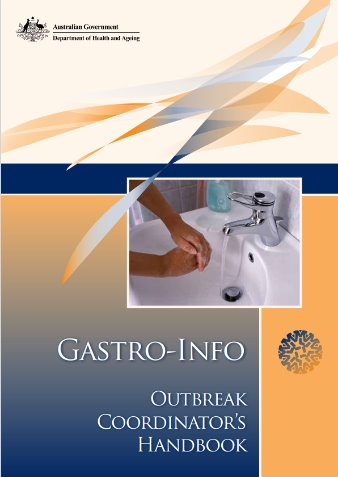 Australian Government
Department of Health and Ageing
GASTRO-INFO
OUTBREAK
COORDINATOR'S
HANDBOOK